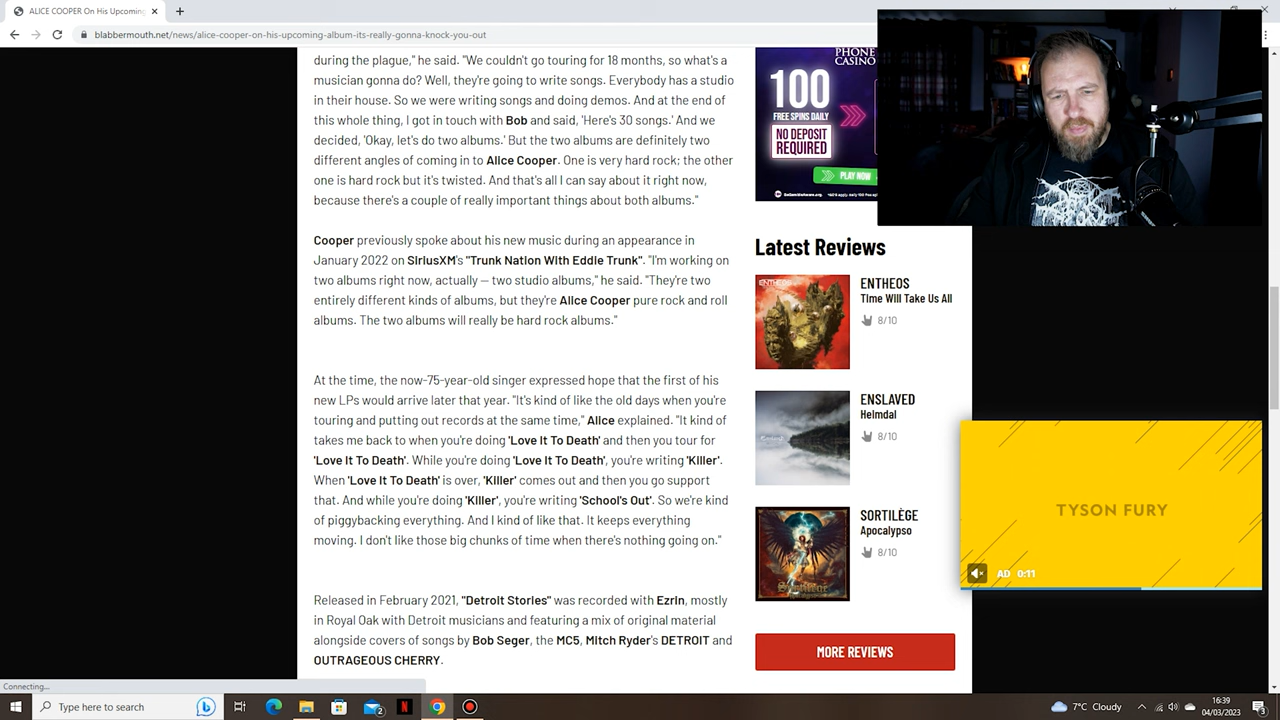 ALICE COOPER On His Upcoming
blabbermouth.net/news/alice-cooper-on-his-upcoming-album-its-really-gonna-knock-you-out
during the plague," he said. "We couldn't go touring for 18 months, so what's a
musician gonna do? Well, they're going to write songs. Everybody has a studio
in their house. So we were writing songs and doing demos. And at the end of
this whole thing, I got in touch with Bob and said, 'Here's 30 songs.' And we
decided, 'Okay, let's do two albums.' But the two albums are definitely two
different angles of coming in to Alice Cooper. One is very hard rock; the other
one is hard rock but it's twisted. And that's all I can say about it right now,
because there's a couple of really important things about both albums."
Cooper previously spoke about his new music during an appearance in
January 2022 on SiriusXM's "Trunk Nation With Eddie Trunk". "I'm working on
two albums right now, actually — two studio albums," he said. "They're two
entirely different kinds of albums, but they're Alice Cooper pure rock and roll
albums. The two albums will really be hard rock albums."
At the time, the now-75-year-old singer expressed hope that the first of his
new LPs would arrive later that year. "It's kind of like the old days when you're
touring and putting out records at the same time," Alice explained. "It kind of
takes me back to when you're doing 'Love It To Death' and then you tour for
'Love It To Death'. While you're doing 'Love It To Death', you're writing 'Killer'.
When 'Love It To Death' is over, 'Killer' comes out and then you go support
that. And while you're doing 'Killer', you're writing 'School's Out'. So we're kind
of piggybacking everything. And I kind of like that. It keeps everything
moving. I don't like those big chunks of time when there's nothing going on."
Released in February 2021, "Detroit Stories" was recorded with Ezrin, mostly
in Royal Oak with Detroit musicians and featuring a mix of original material
alongside covers of songs by Bob Seger, the MC5, Mitch Ryder's DETROIT and
OUTRAGEOUS CHERRY.
PHONE
CASINO
100
FREE SPINS DAILY
NO DEPOSIT
REQUIRED
PLAY NOW
Latest Reviews
ENTHEOS
ENTHEOS
Time Will Take Us All
8/10
ENSLAVED
Heimdal
8/10
SORTILÈGE
Apocalypso
8/10
MORE REVIEWS
TYSON FURY
AD 0:11
Connecting...
Type here to search
2
7°C Cloudy
16:39
04/03/2023
3